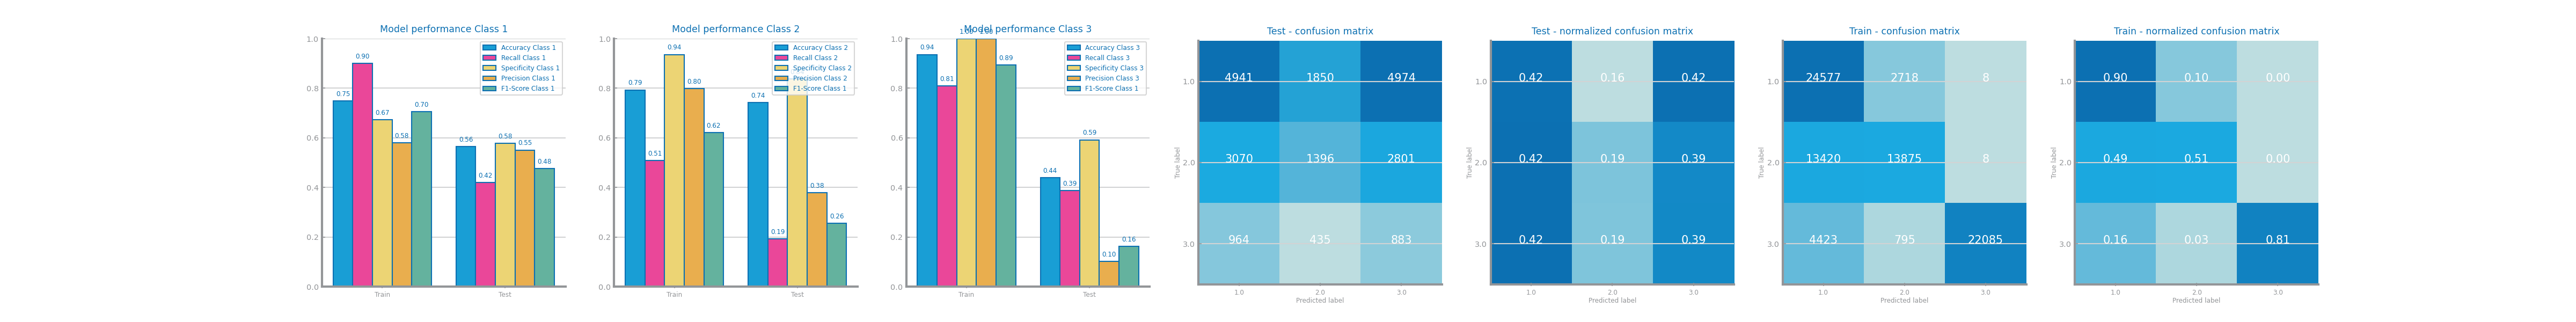 Model performance Class 1
1.0
0.8
0.6
0.4
0.2
0.0
0.75
0.90
0.67
0.58
0.70
0.56
0.42
0.58
0.55
0.48
Accuracy Class 1
Recall Class 1
Specificity Class 1
Precision Class 1
F1-Score Class 1
Train
Test
Model performance Class 2
1.0
0.8
0.6
0.4
0.2
0.0
0.79
0.51
0.94
0.80
0.62
0.74
0.19
0.38
0.26
Accuracy Class 2
Recall Class 2
Specificity Class 2
Precision Class 2
F1-Score Class 1
Train
Test
Model performance Class 3
1.0
0.8
0.6
0.4
0.2
0.0
0.94
0.81
0.89
0.44
0.39
0.59
0.10
0.16
Accuracy Class 3
Recall Class 3
Specificity Class 3
Precision Class 3
F1-Score Class 1
Train
Test
Test - confusion matrix
True label
1.0
4941 1850 4974
2.0
3070 1396 2801
3.0
964 435 883
1.0 2.0 3.0
Predicted label
Test - normalized confusion matrix
True label
1.0
0.42 0.16 0.42
2.0
0.42 0.19 0.39
3.0
0.42 0.19 0.39
1.0 2.0 3.0
Predicted label
Train - confusion matrix
True label
1.0
24577 2718 8
2.0
13420 13875 8
3.0
4423 795 22085
1.0 2.0 3.0
Predicted label
Train - normalized confusion matrix
True label
1.0
0.90 0.10 0.00
2.0
0.49 0.51 0.00
3.0
0.16 0.03 0.81
1.0 2.0 3.0
Predicted label